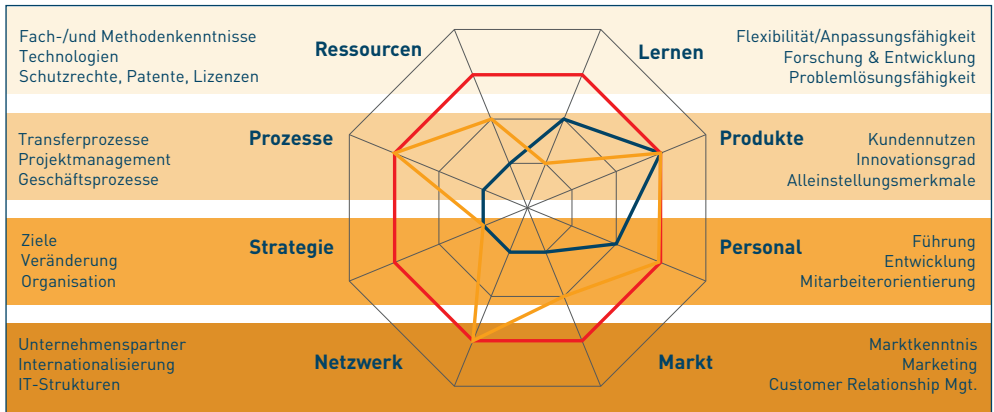 Fach-/und Methodenkenntnisse
Technologien
Schutzrechte, Patente, Lizenzen
Ressourcen
Lernen
Flexibilität/Anpassungsfähigkeit
Forschung & Entwicklung
Problemlösungsfähigkeit
Transferprozesse
Projektmanagement
Geschäftsprozesse
Prozesse
Produkte
Kundennutzen
Innovationsgrad
Alleinstellungsmerkmale
Ziele
Veränderung
Organisation
Strategie
Personal
Führung
Entwicklung
Mitarbeiterorientierung
Unternehmenspartner
Internationalisierung
IT-Strukturen
Netzwerk
Markt
Marktkenntnis
Marketing
Customer Relationship Mgt.